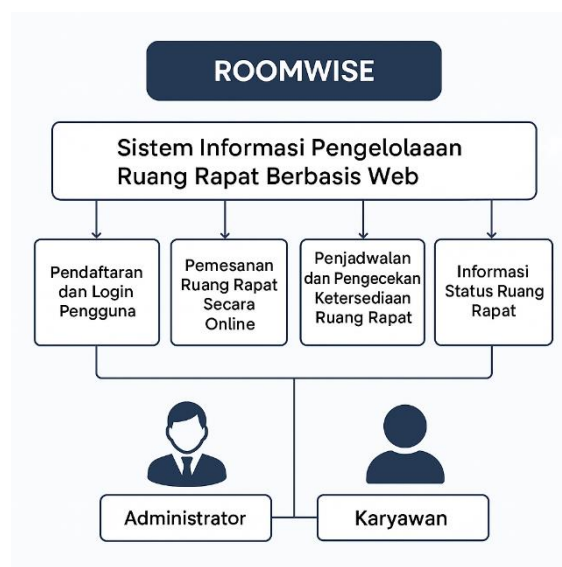 ROOMWISE
Sistem Informasi Pengelolaaan
Ruang Rapat Berbasis Web
Pendaftaran
dan Login
Pengguna
Pemesanan
Ruang Rapat
Secara
Online
Penjadwalan
dan Pengecekan
Ketersediaan
Ruang Rapat
Informasi
Status Ruang
Rapat
Administrator
Karyawan